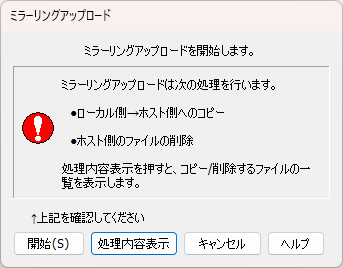 ミラーリングアップロード
ミラーリングアップロードを開始します。
ミラーリングアップロードは次の処理を行います。
●ローカル側→ホスト側へのコピー
●ホスト側のファイルの削除
処理内容表示を押すと、コピー/削除するファイルの一
覧を表示します。
↑上記を確認してください
開始(S) 処理内容表示 キャンセル ヘルプ